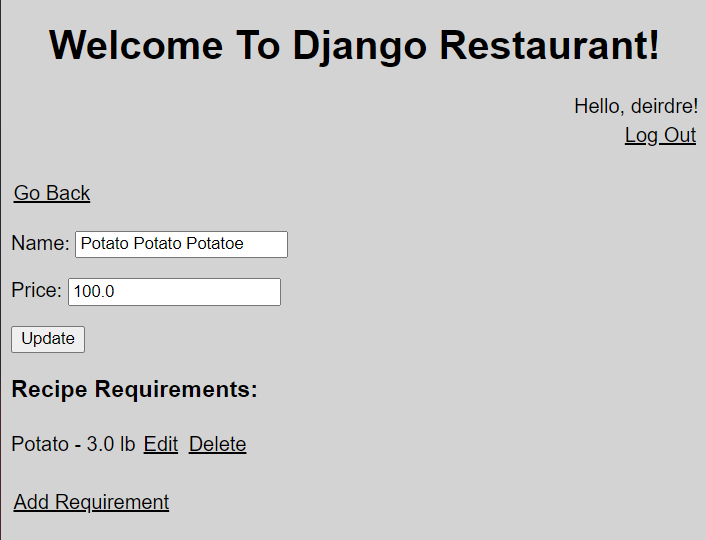 Welcome To Django Restaurant!
Hello, deirdre!
Log Out
Go Back
Name: Potato Potato Potatoe
Price: 100.0
Update
Recipe Requirements:
Potato - 3.0 lb Edit Delete
Add Requirement